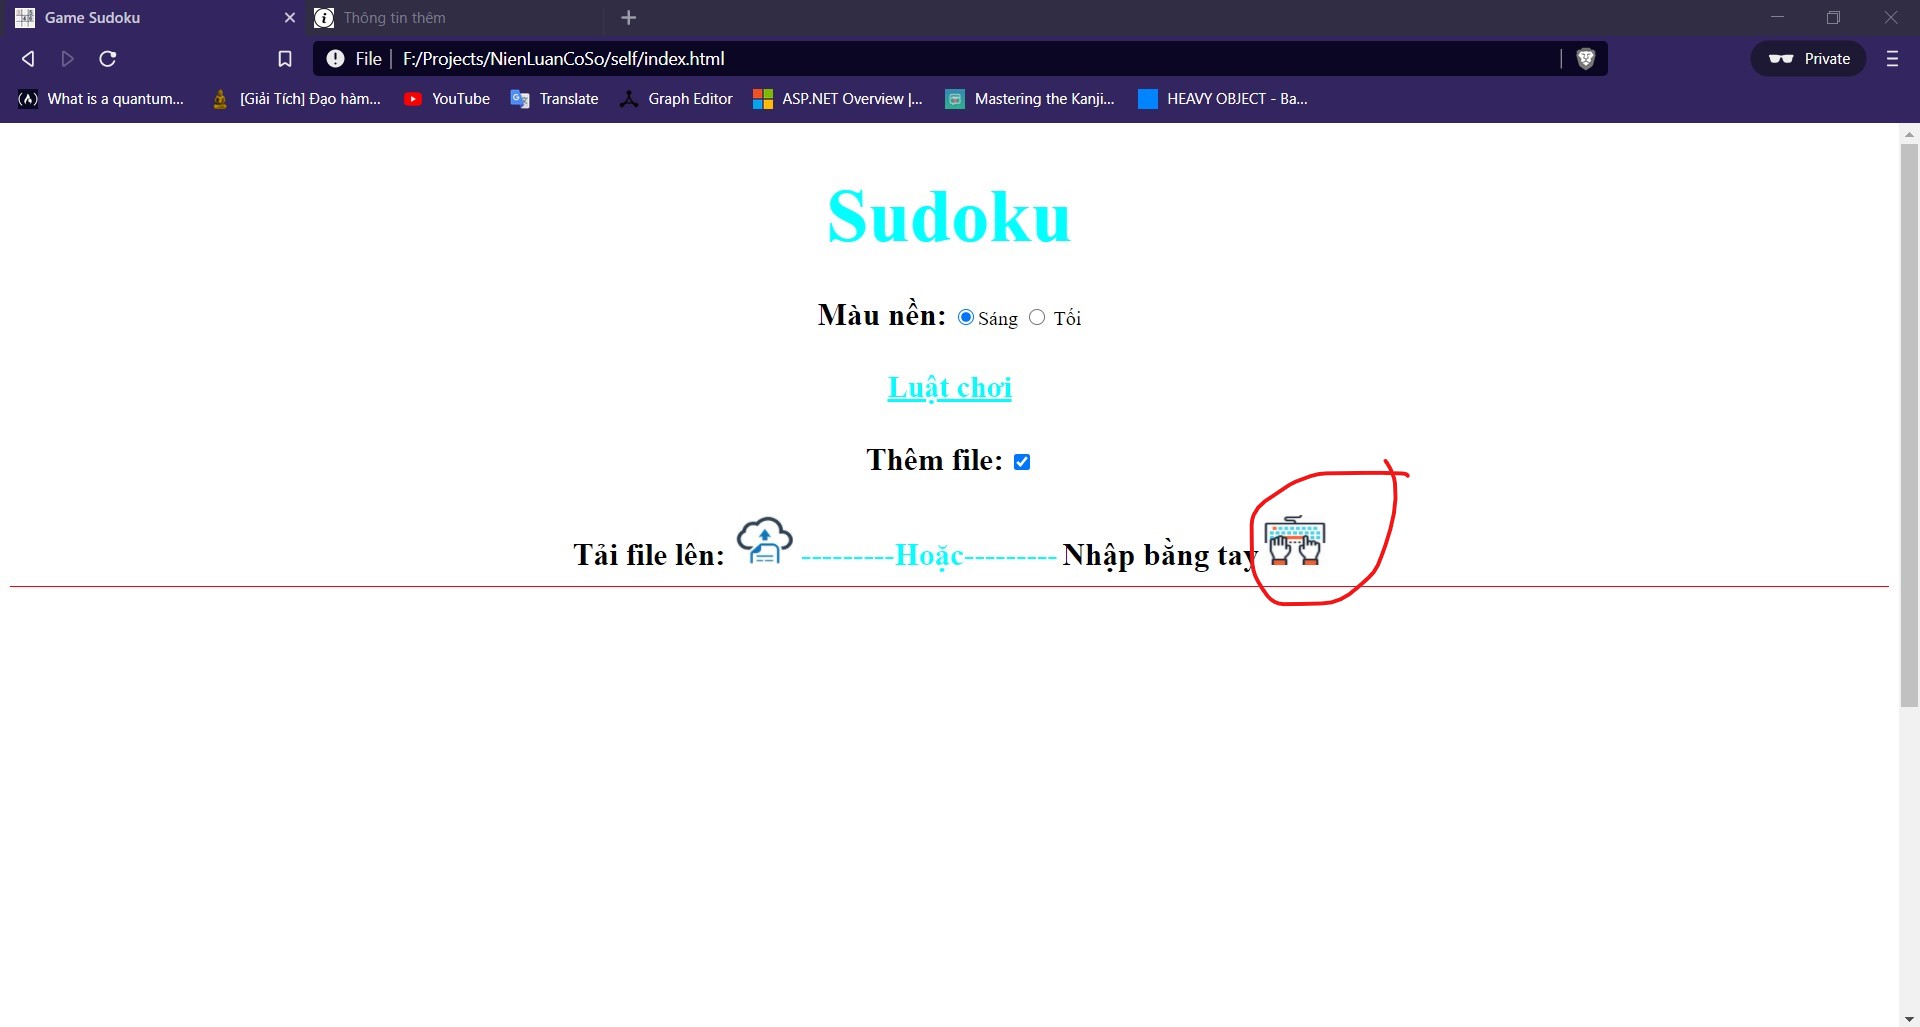 Game Sudoku
Thông tin thêm
File F:/Projects/NienLuanCoSo/self/index.html
Private
What is a quantum...
[Giải Tích] Đạo hàm...
YouTube
Translate
Graph Editor
ASP.NET Overview |...
Mastering the Kanji...
HEAVY OBJECT - Ba...
Sudoku
Màu nền: Sáng Tối
Luật chơi
Thêm file:
Tải file lên: ---------Hoặc--------- Nhập bằng tay